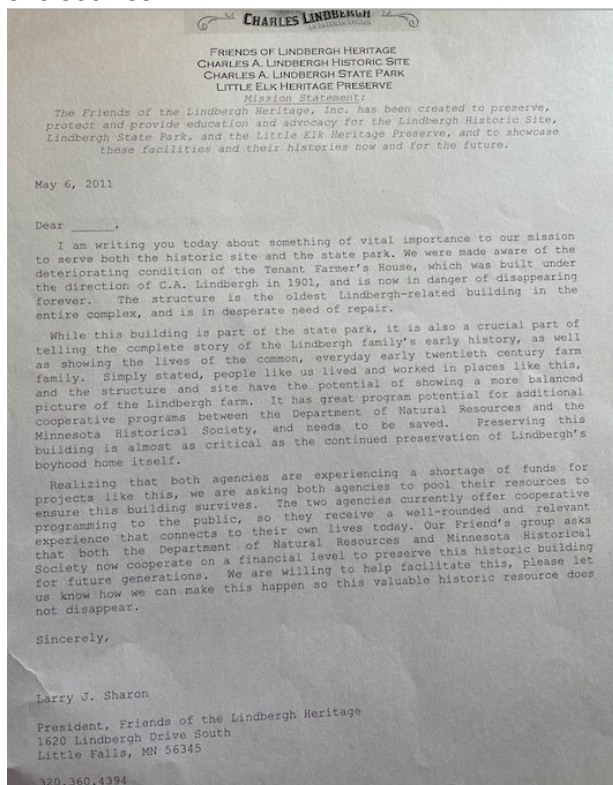 CHARLES LINDBERGH
FRIENDS OF LINDBERGH HERITAGE
CHARLES A. LINDBERGH HISTORIC SITE
CHARLES A. LINDBERGH STATE PARK
LITTLE ELK HERITAGE PRESERVE
Mission Statement:
The Friends of the Lindbergh Heritage, Inc. has been created to preserve,
protect and provide education and advocacy for the Lindbergh Historic Site,
Lindbergh State Park, and the Little Elk Heritage Preserve, and to showcase
these facilities and their histories now and for the future.
May 6, 2011
Dear ______,
I am writing you today about something of vital importance to our mission
to serve both the historic site and the state park. We were made aware of the
deteriorating condition of the Tenant Farmer's House, which was built under
the direction of C.A. Lindbergh in 1901, and is now in danger of disappearing
forever. The structure is the oldest Lindbergh-related building in the
entire complex, and is in desperate need of repair.
While this building is part of the state park, it is also a crucial part of
telling the complete story of the Lindbergh family's early history, as well
as showing the lives of the common, everyday early twentieth century farm
family. Simply stated, people like us lived and worked in places like this,
and the structure and site have the potential of showing a more balanced
picture of the Lindbergh farm. It has great program potential for additional
cooperative programs between the Department of Natural Resources and the
Minnesota Historical Society, and needs to be saved. Preserving this
building is almost as critical as the continued preservation of Lindbergh's
boyhood home itself.
Realizing that both agencies are experiencing a shortage of funds for
projects like this, we are asking both agencies to pool their resources to
ensure this building survives. The two agencies currently offer cooperative
programming to the public, so they receive a well-rounded and relevant
experience that connects to their own lives today. Our Friend's group asks
that both the Department of Natural Resources and Minnesota Historical
Society now cooperate on a financial level to preserve this historic building
for future generations. We are willing to help facilitate this, please let
us know how we can make this happen so this valuable historic resource does
not disappear.
Sincerely,
Larry J. Sharon
President, Friends of the Lindbergh Heritage
1620 Lindbergh Drive South
Little Falls, MN 56345
320.360.4394